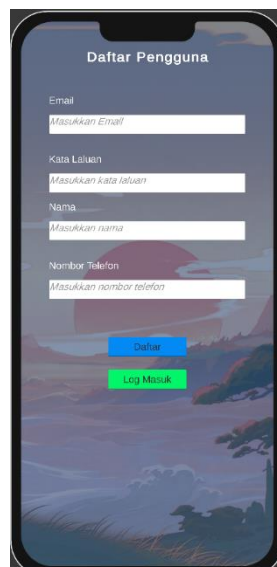 Daftar Pengguna
Email
Masukkan Email
Kata Laluan
Masukkan kata laluan
Nama
Masukkan nama
Nombor Telefon
Masukkan nombor telefon
Daftar
Log Masuk